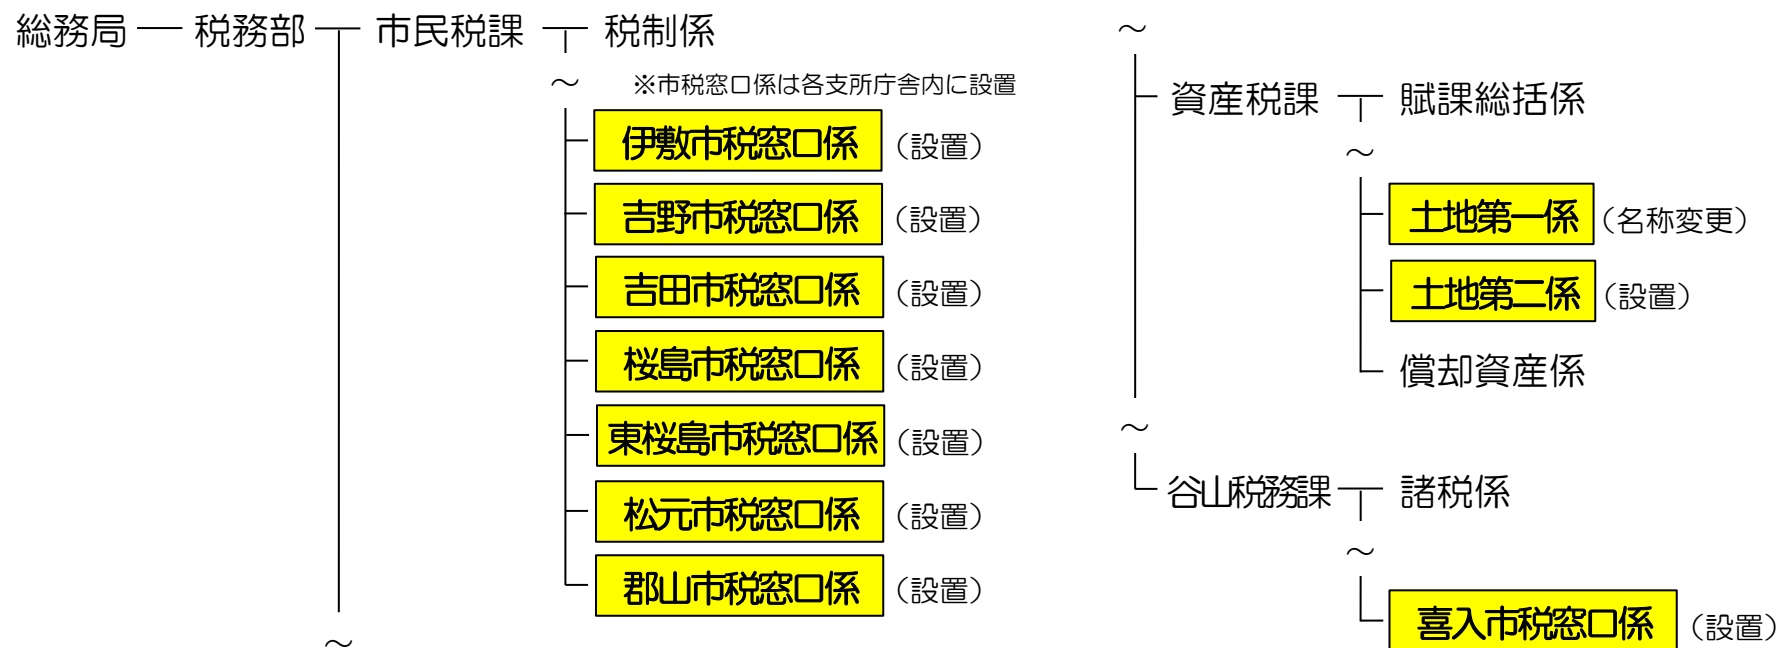 総務局 税務部 市民税課 税制係
～
※市税窓口係は各支所庁舎内に設置
伊敷市税窓口係 （設置）
吉野市税窓口係 （設置）
吉田市税窓口係 （設置）
桜島市税窓口係 （設置）
東桜島市税窓口係 （設置）
松元市税窓口係 （設置）
郡山市税窓口係 （設置）
～
～
資産税課 賦課総括係
～
土地第一係 （名称変更）
土地第二係 （設置）
償却資産係
～
谷山税務課 諸税係
～
喜入市税窓口係 （設置）